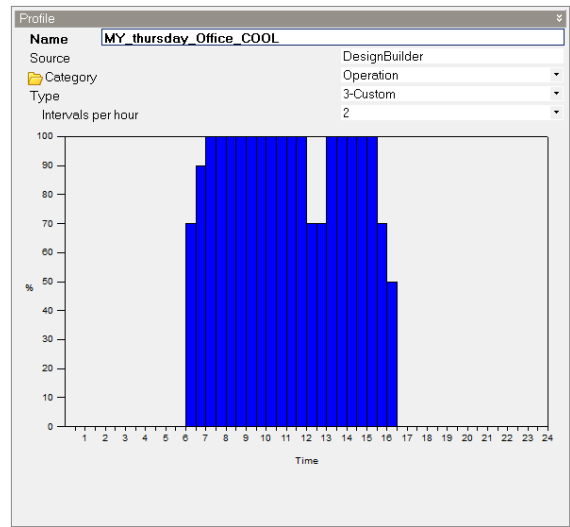 Profile
Name MY_thursday_Office_COOL
Source DesignBuilder
Category Operation
Type 3-Custom
Intervals per hour 2
100
90
80
70
60
% 50
40
30
20
10
0
1 2 3 4 5 6 7 8 9 10 11 12 13 14 15 16 17 18 19 20 21 22 23 24
Time